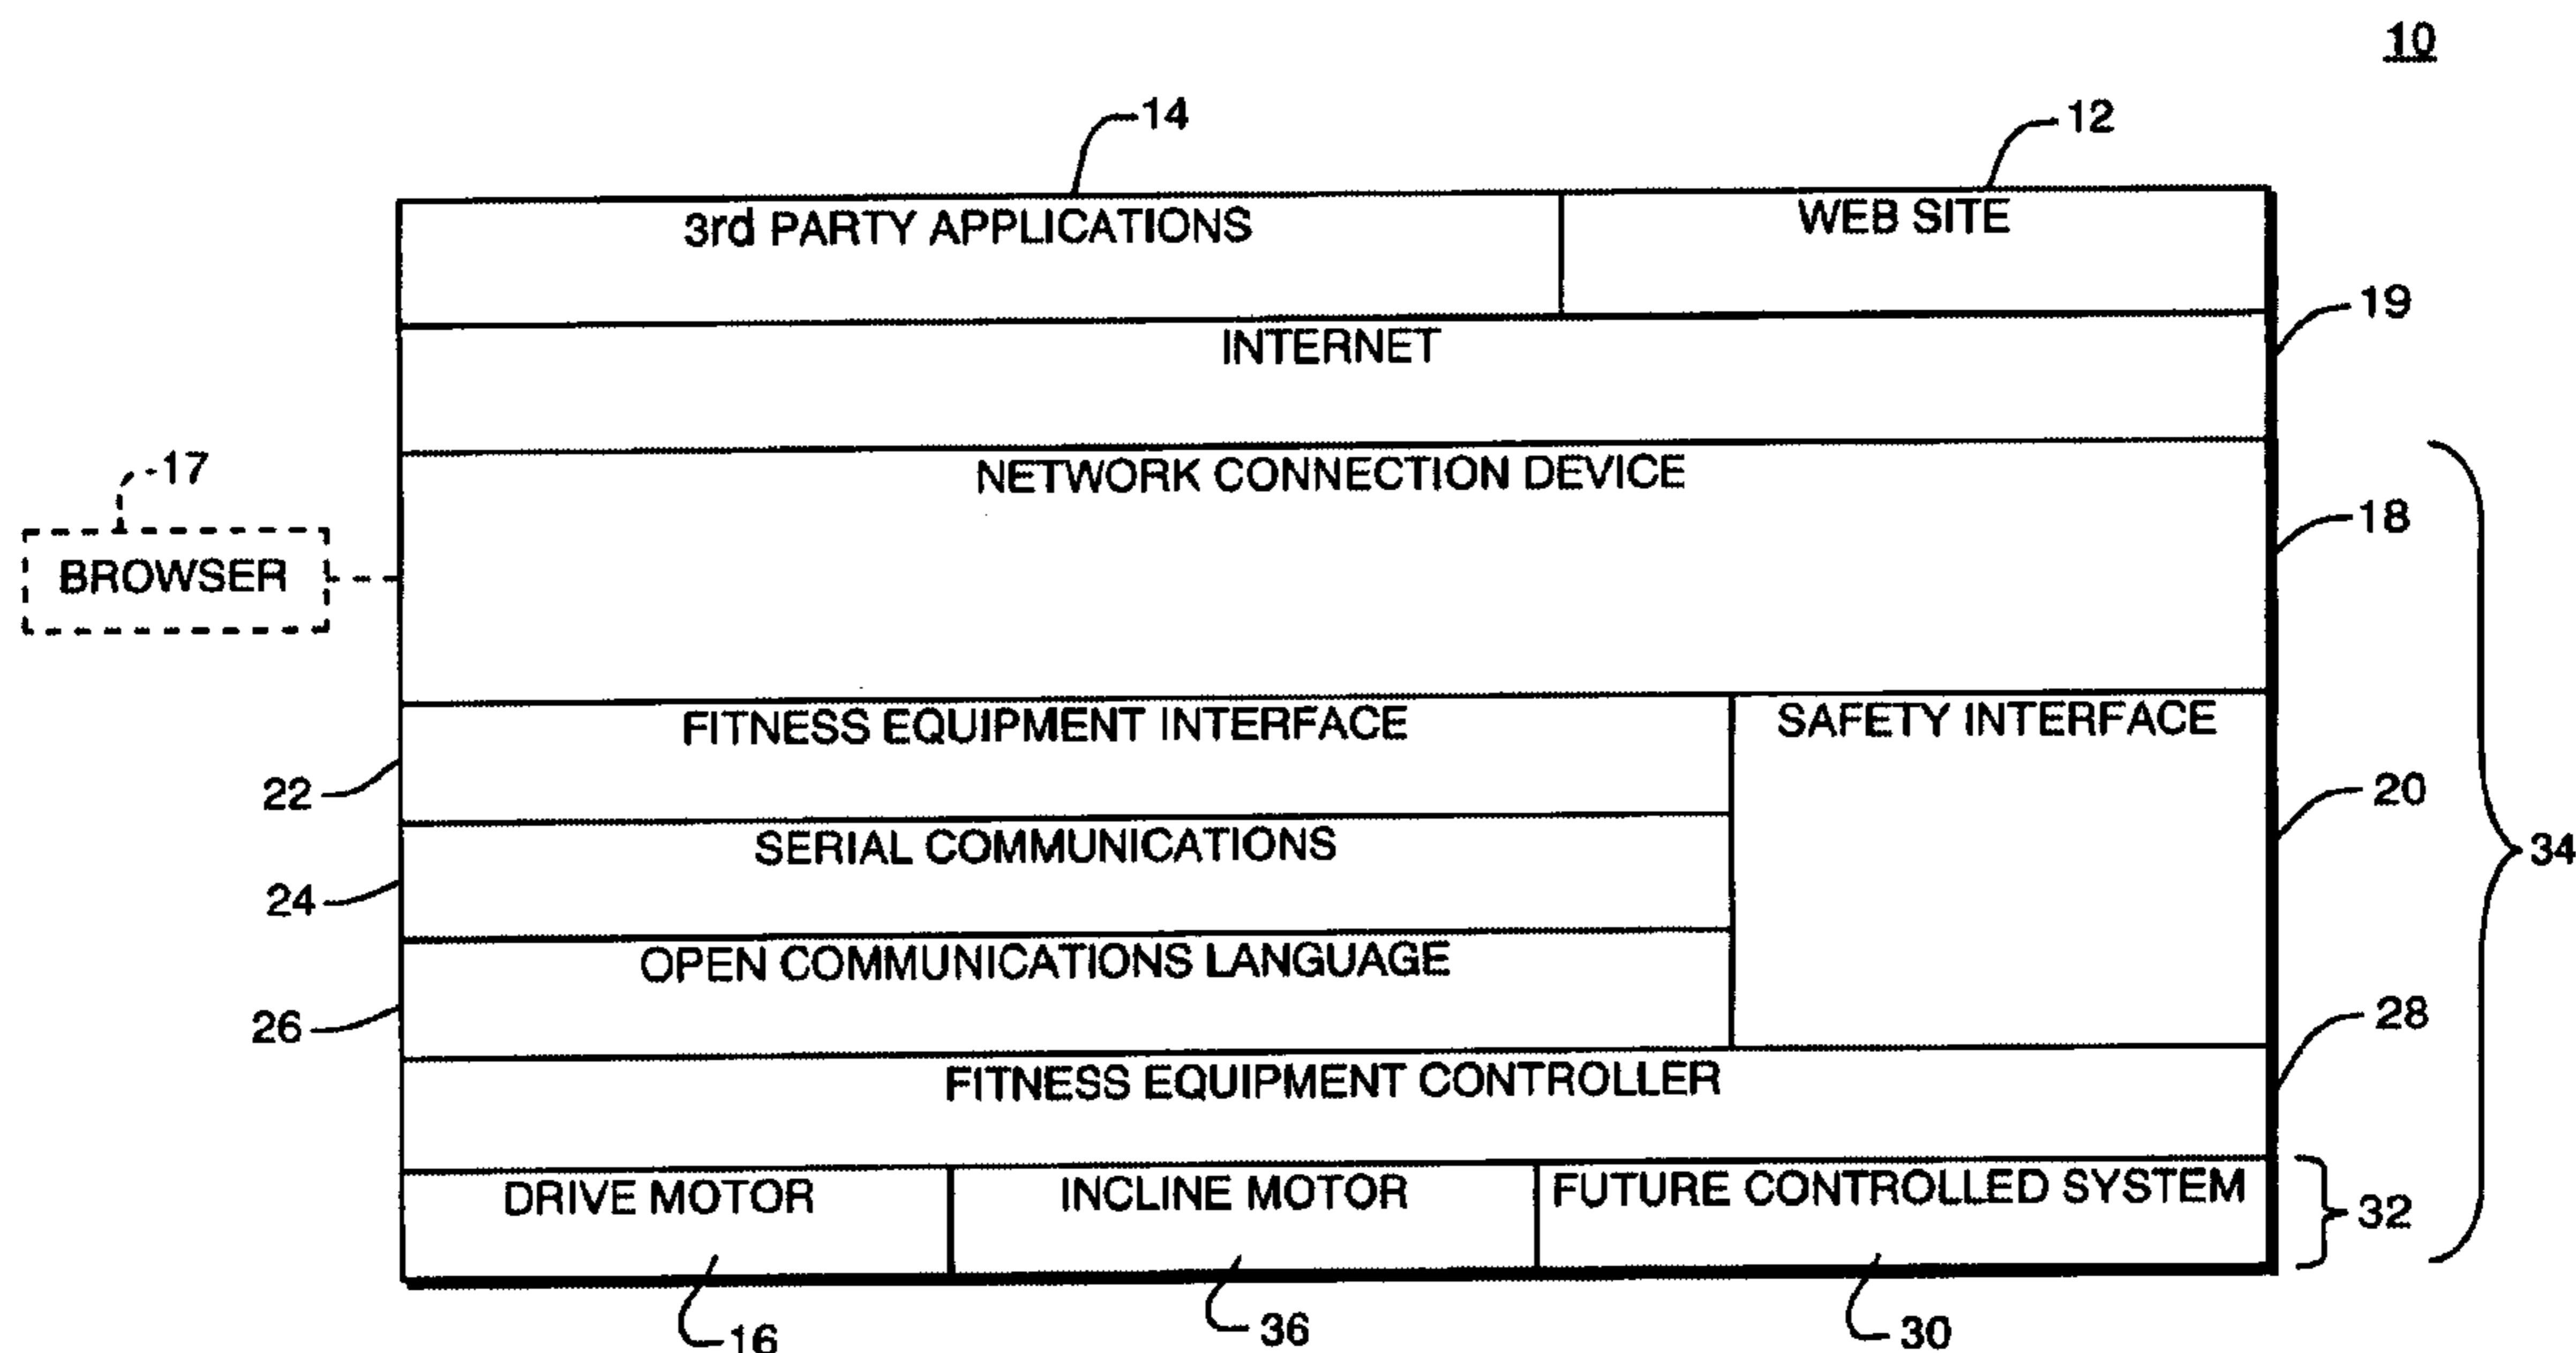 10
14
12
3rd PARTY APPLICATIONS
WEB SITE
19
INTERNET
17
NETWORK CONNECTION DEVICE
18
BROWSER
FITNESS EQUIPMENT INTERFACE
SAFETY INTERFACE
22
20
SERIAL COMMUNICATIONS
34
24
OPEN COMMUNICATIONS LANGUAGE
26
28
FITNESS EQUIPMENT CONTROLLER
DRIVE MOTOR
INCLINE MOTOR
FUTURE CONTROLLED SYSTEM
32
16
36
30